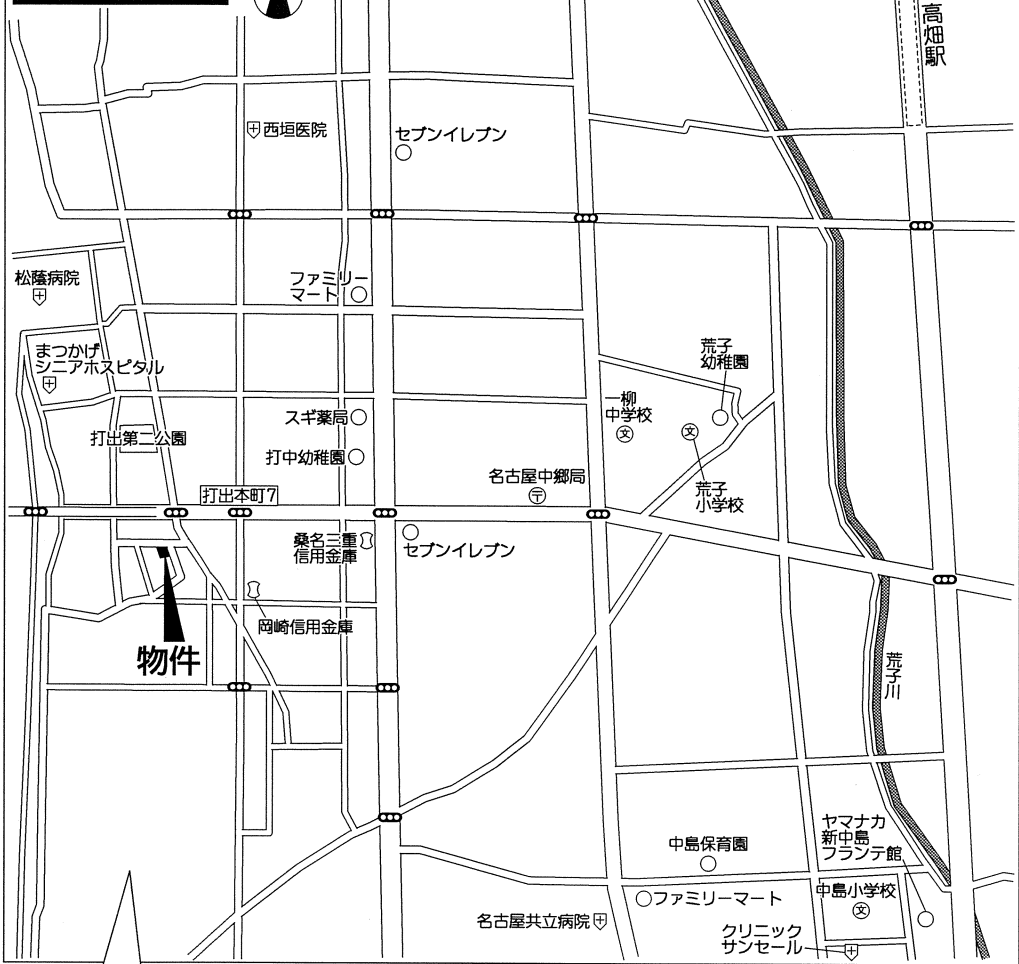 高畑駅
西垣医院
セブンイレブン
松蔭病院
ファミリー
マート
まつかげ
シニアホスピタル
荒子
幼稚園
一柳
中学校
文
文
スギ薬局
打出第二公園
打中幼稚園
名古屋中郷局
〒
荒子
小学校
打出本町7
桑名三重
信用金庫
セブンイレブン
岡崎信用金庫
物件
荒子川
ヤマナカ
新中島
フランテ館
中島保育園
中島小学校
文
ファミリーマート
名古屋共立病院
クリニック
サンセール